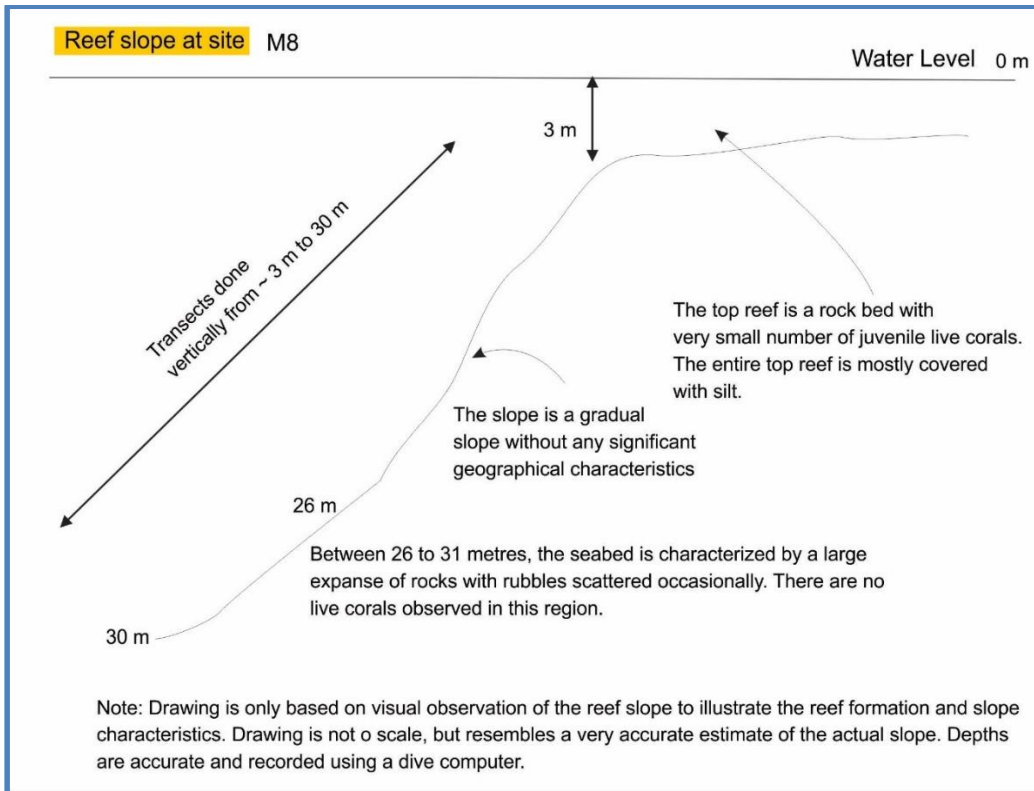 Reef slope at site M8
Water Level 0 m
3 m
Transects done
vertically from ~ 3 m to 30 m
The top reef is a rock bed with
very small number of juvenile live corals.
The entire top reef is mostly covered
with silt.
The slope is a gradual
slope without any significant
geographical characteristics
26 m
Between 26 to 31 metres, the seabed is characterized by a large
expanse of rocks with rubbles scattered occasionally. There are no
live corals observed in this region.
30 m
Note: Drawing is only based on visual observation of the reef slope to illustrate the reef formation and slope
characteristics. Drawing is not o scale, but resembles a very accurate estimate of the actual slope. Depths
are accurate and recorded using a dive computer.